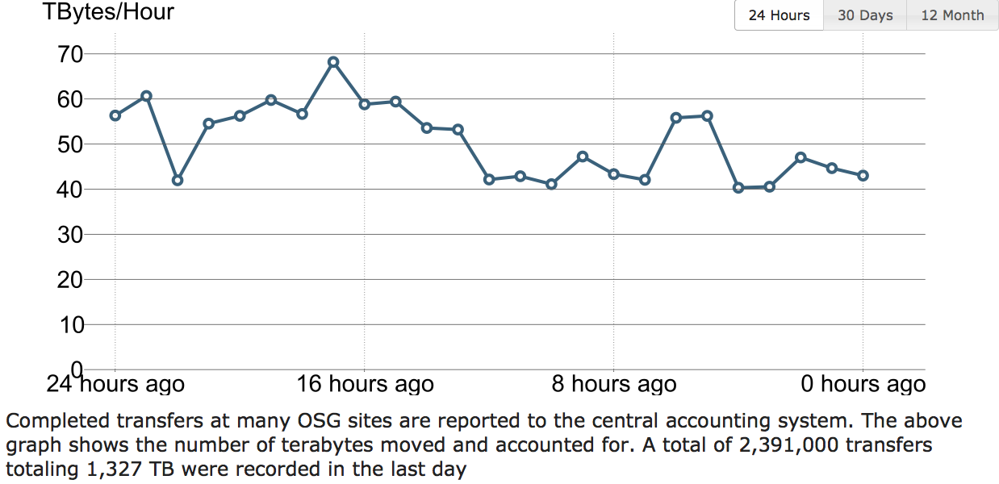 TBytes/Hour
24 Hours 30 Days 12 Month
70
60
50
40
30
20
10
0
24 hours ago 16 hours ago 8 hours ago 0 hours ago
Completed transfers at many OSG sites are reported to the central accounting system. The above
graph shows the number of terabytes moved and accounted for. A total of 2,391,000 transfers
totaling 1,327 TB were recorded in the last day